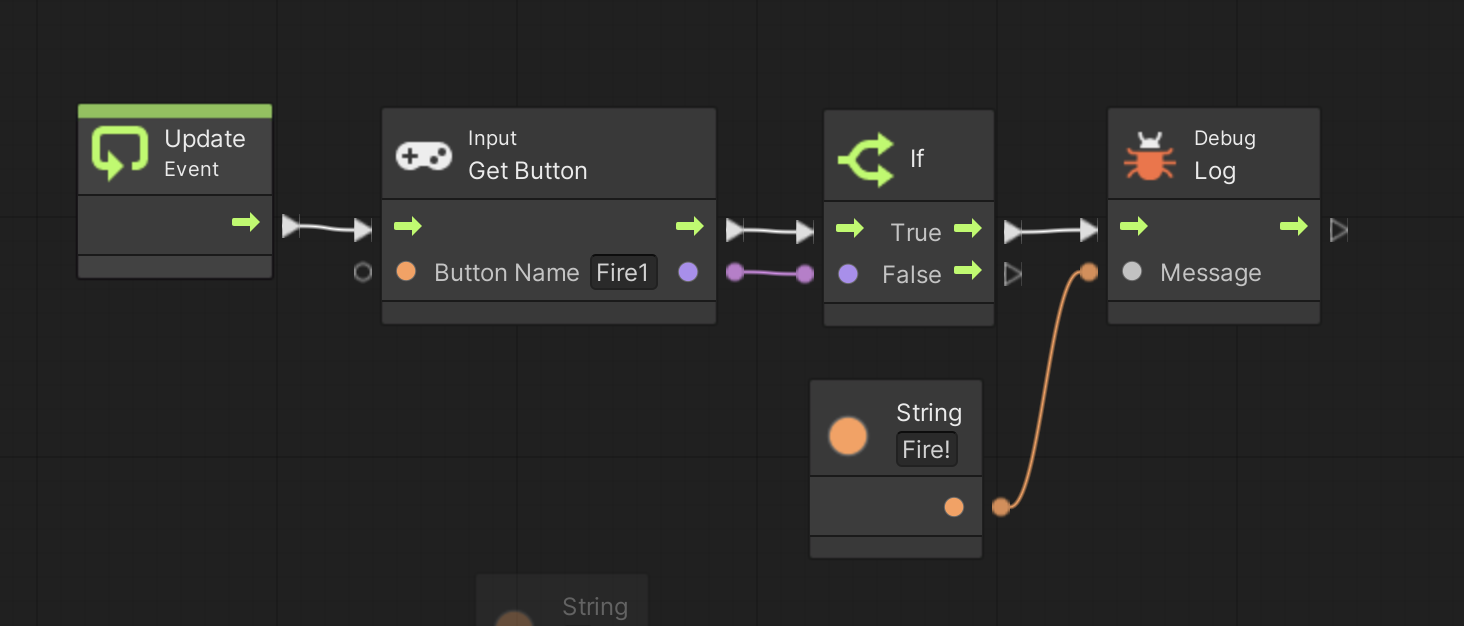 Update
Event
Input
Get Button
Button Name Fire1
If
True
False
Debug
Log
Message
String
Fire!
String